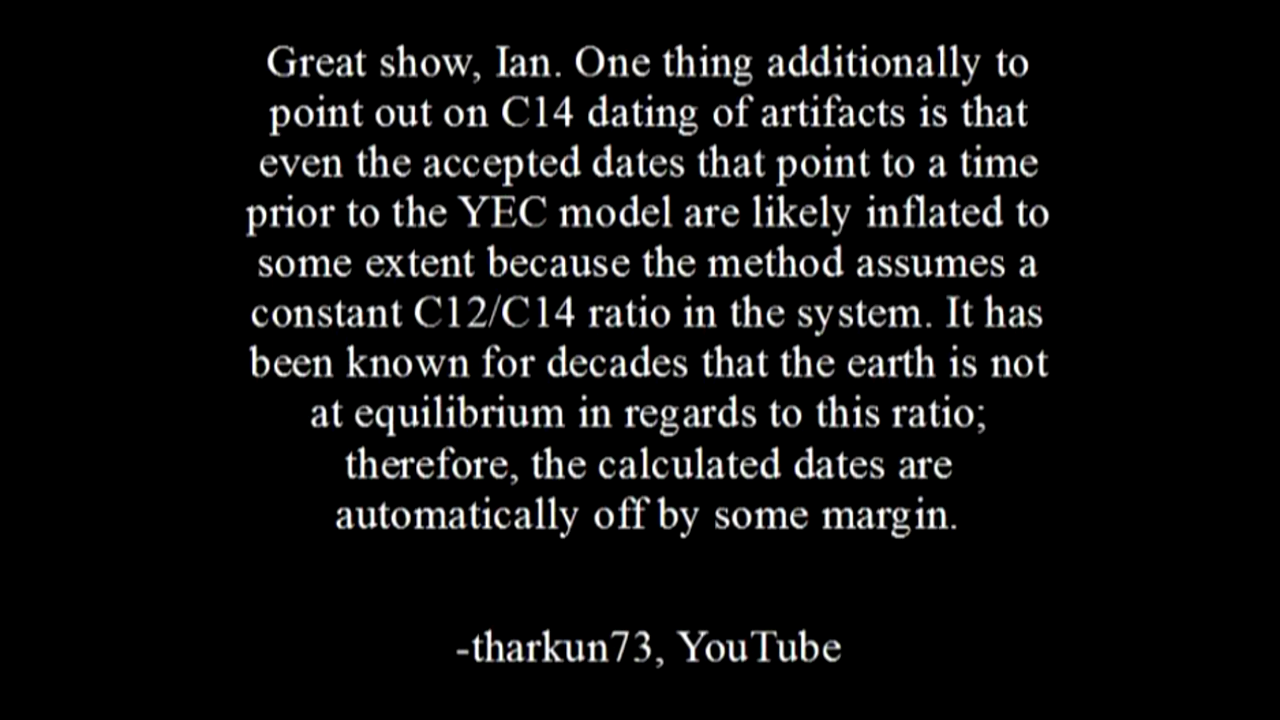 Great show, Ian. One thing additionally to
point out on C14 dating of artifacts is that
even the accepted dates that point to a time
prior to the YEC model are likely inflated to
some extent because the method assumes a
constant C12/C14 ratio in the system. It has
been known for decades that the earth is not
at equilibrium in regards to this ratio;
therefore, the calculated dates are
automatically off by some margin.
-tharkun73, YouTube